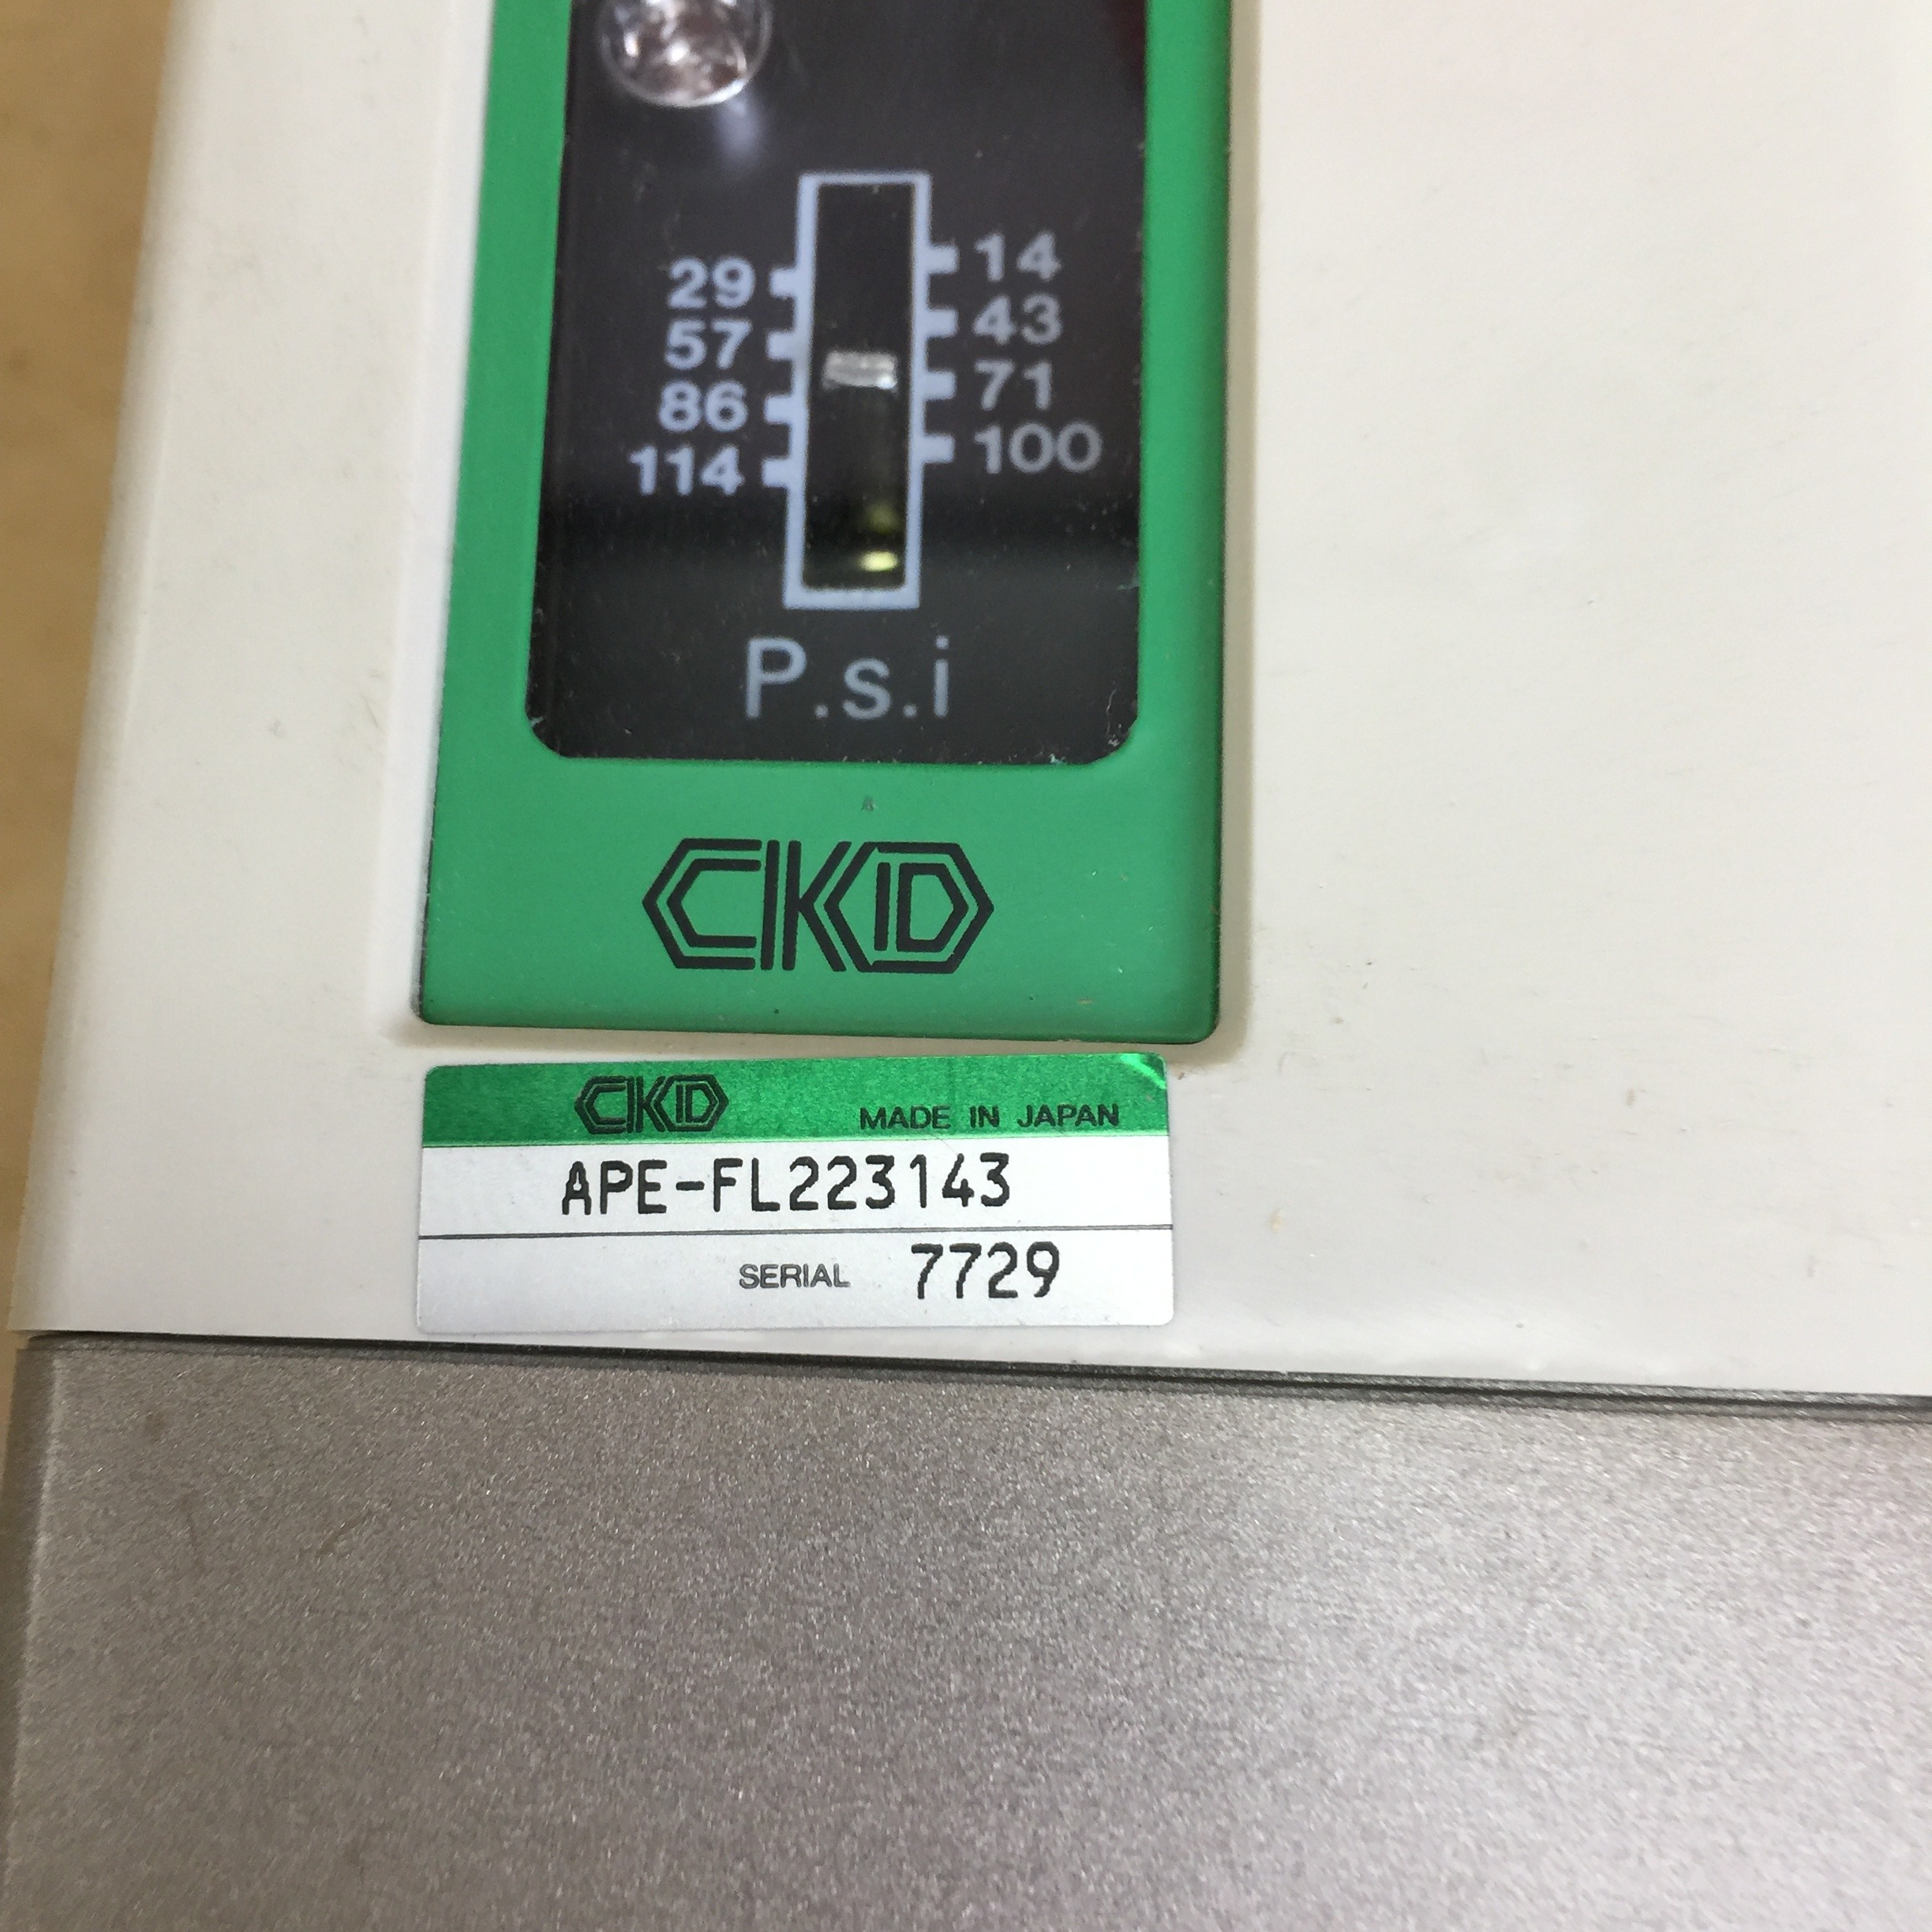 29 14
57 43
86 71
114 100
P.s.i
CKD
CKD MADE IN JAPAN
APE-FL223143
SERIAL 7729